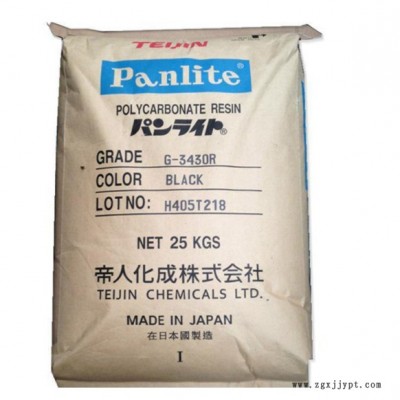 TEIJIN
Panlite
POLYCARBONATE RESIN
パンライト®
GRADE G-3430R
COLOR BLACK
LOT NO: H405T218
NET 25 KGS
帝人化成株式会社
TEIJIN CHEMICALS LTD.
MADE IN JAPAN
在日本國製造
I
www.zgxjjypt.com